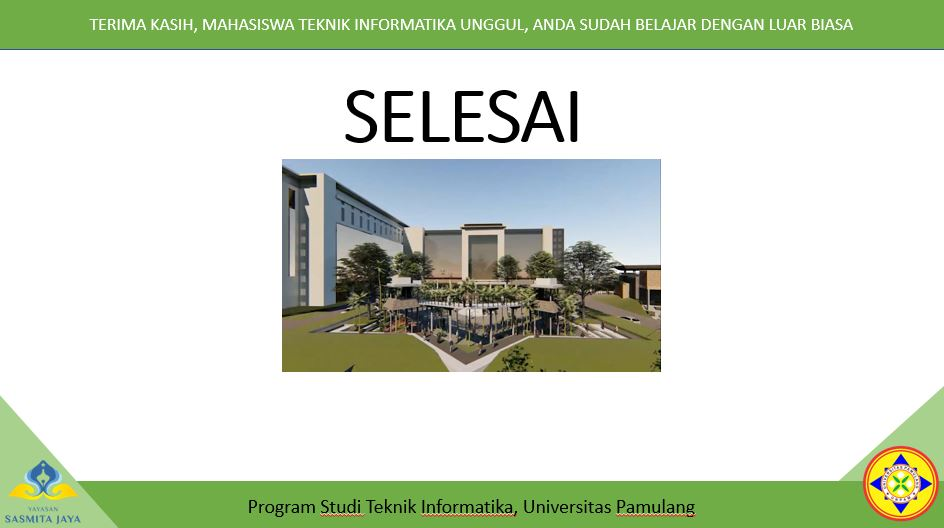 TERIMA KASIH, MAHASISWA TEKNIK INFORMATIKA UNGGUL, ANDA SUDAH BELAJAR DENGAN LUAR BIASA
SELESAI
YAYASAN
SASMITA JAYA
Program Studi Teknik Informatika, Universitas Pamulang